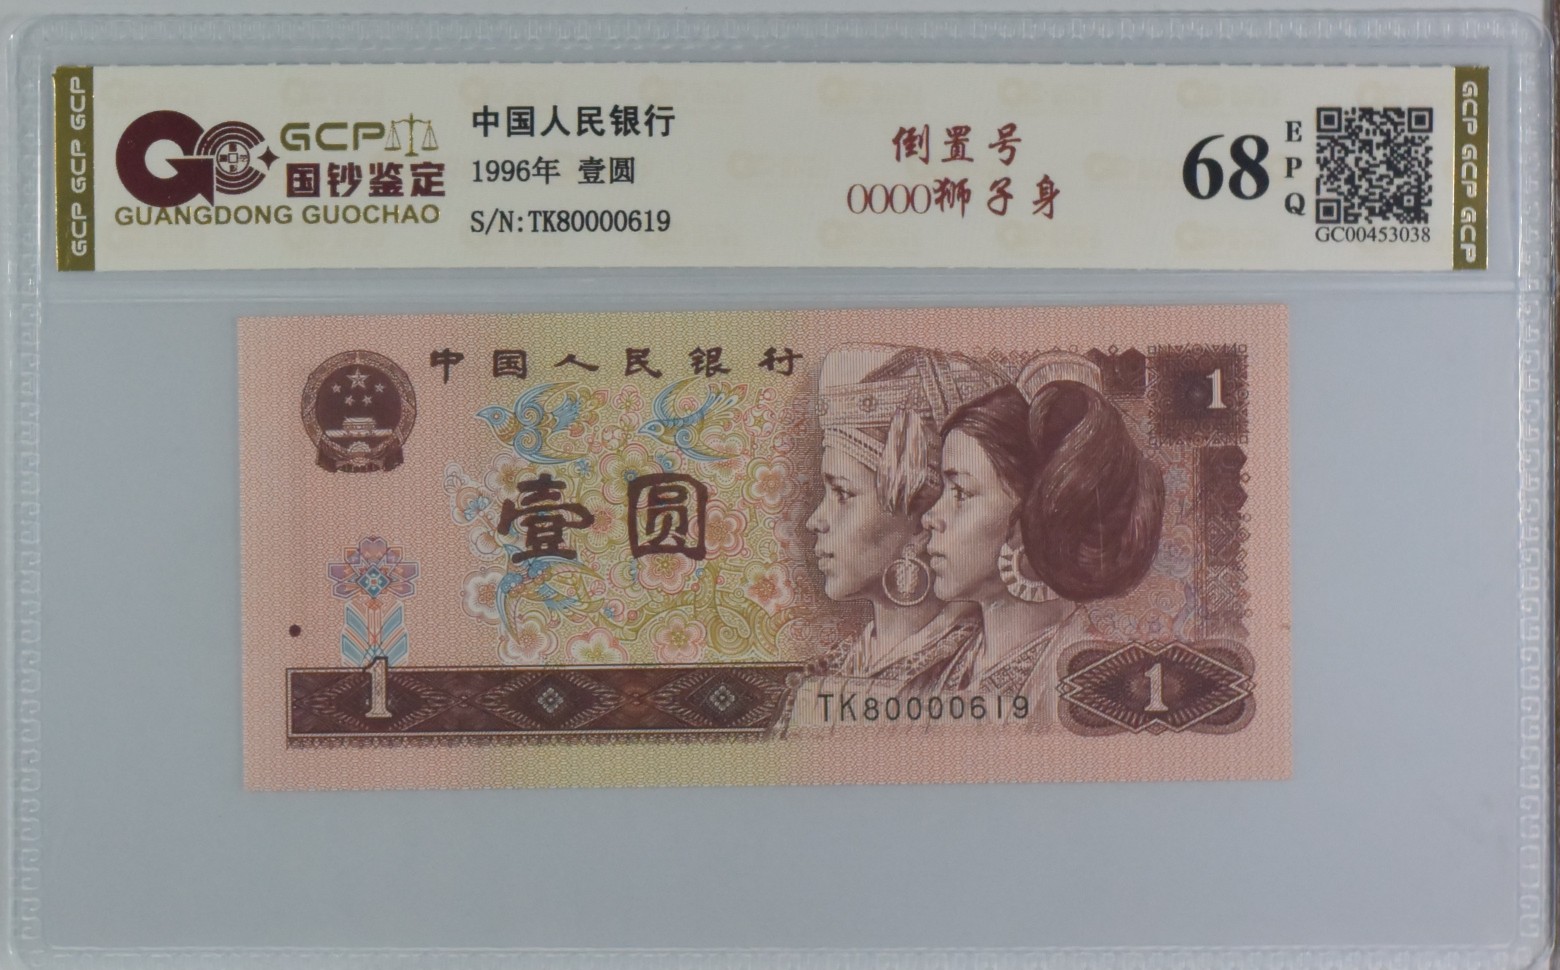 GCP GCP GCP
GCP
国钞鉴定
GUANGDONG GUOCHAO
中国人民银行
1996年 壹圆
S/N:TK80000619
倒置号
0000狮子身
68
EPQ
GC00453038
GCP GCP GCP
中国人民银行
1
壹圆
1
TK80000619
1